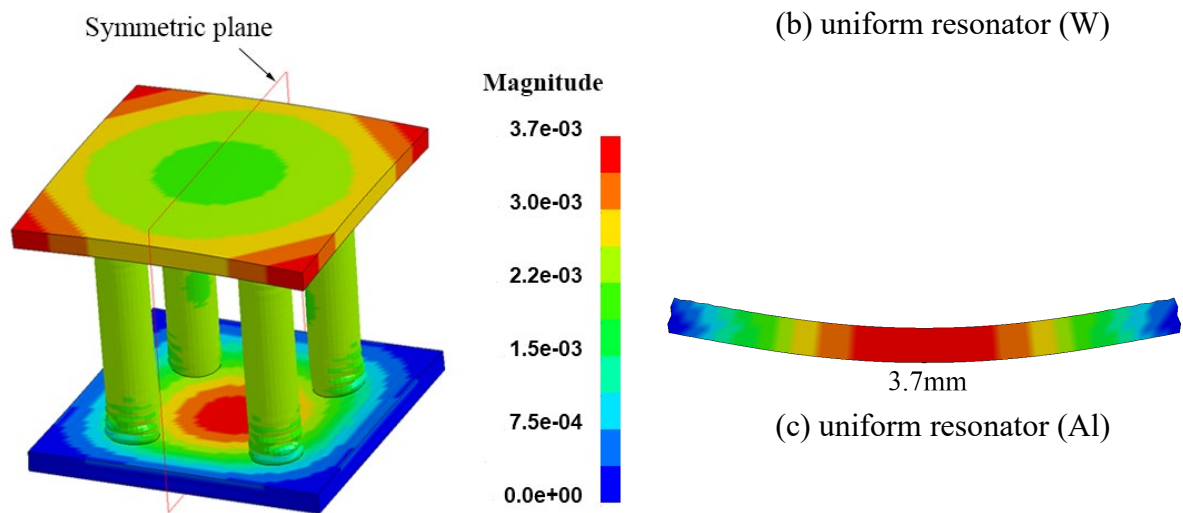 (b) uniform resonator (W)
Symmetric plane
Magnitude
3.7e-03
3.0e-03
2.2e-03
1.5e-03
7.5e-04
0.0e+00
3.7mm
(c) uniform resonator (Al)